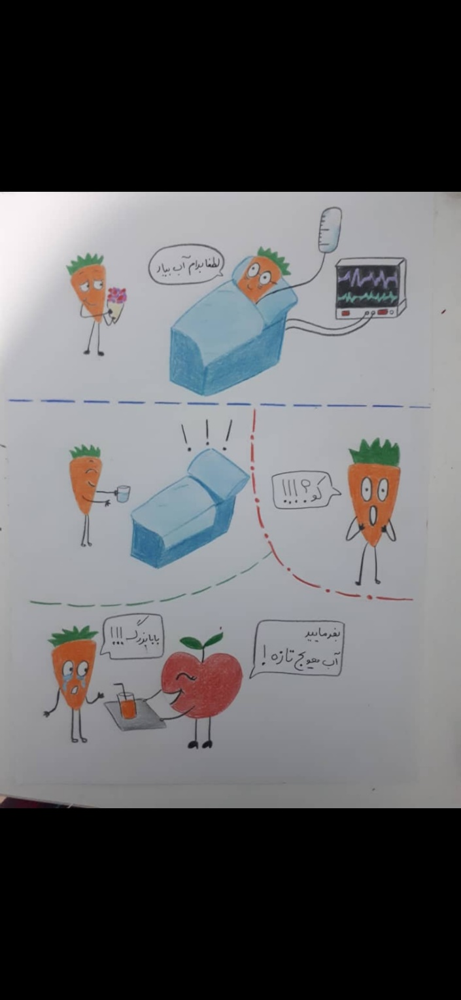 لطفا برام آب بیار
کو؟!!!
بابابزرگ!!!
بفرمایید
آب هویج تازه!